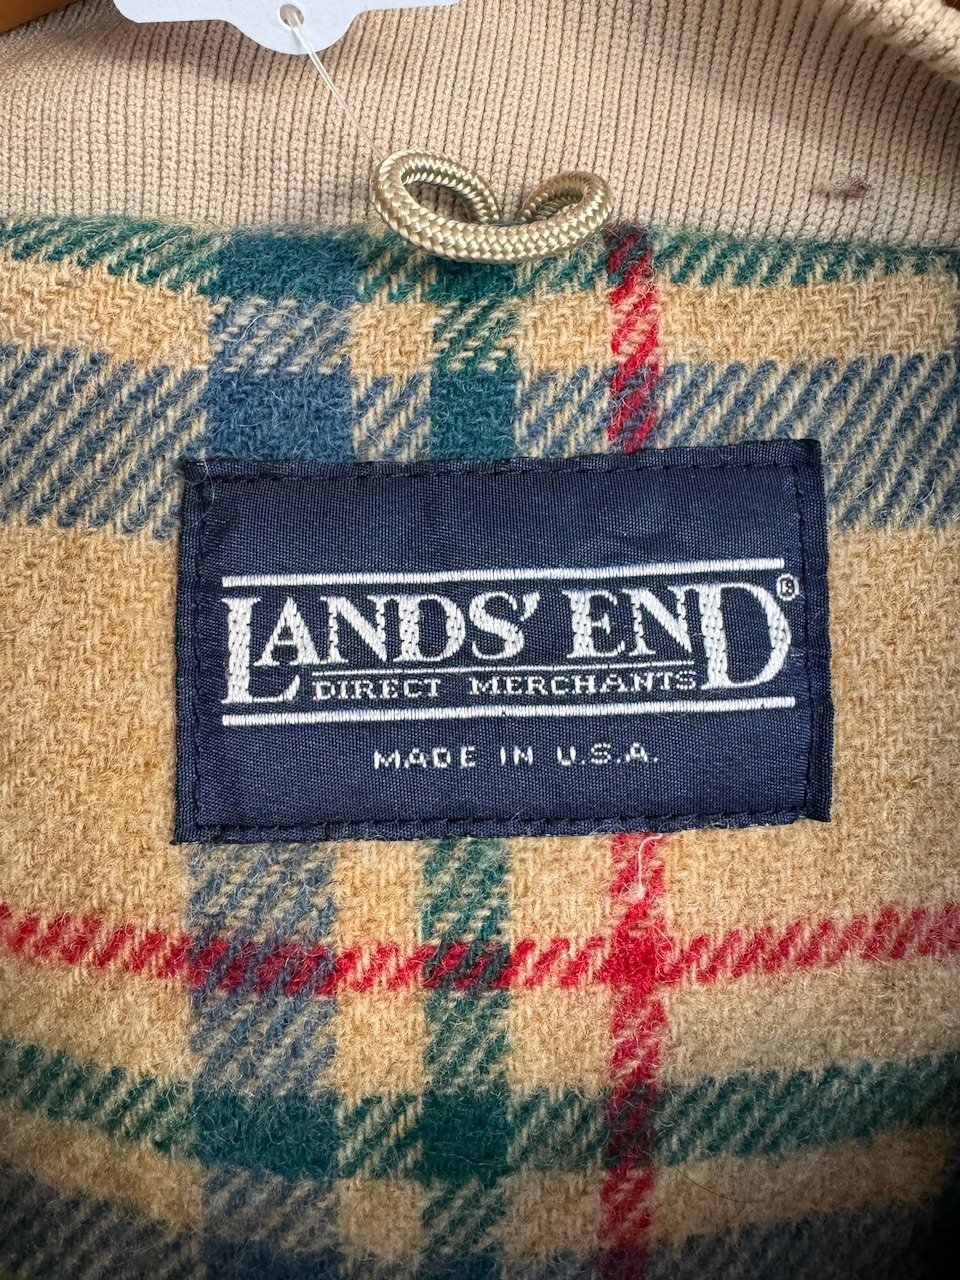 LANDS' END®
DIRECT MERCHANTS
MADE IN U.S.A.